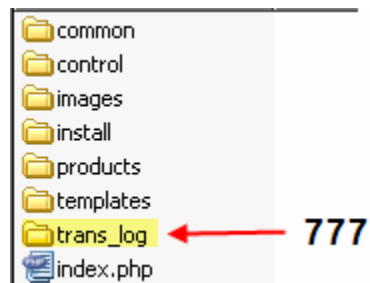 common
control
images
install
products
templates
trans_log 777
index.php